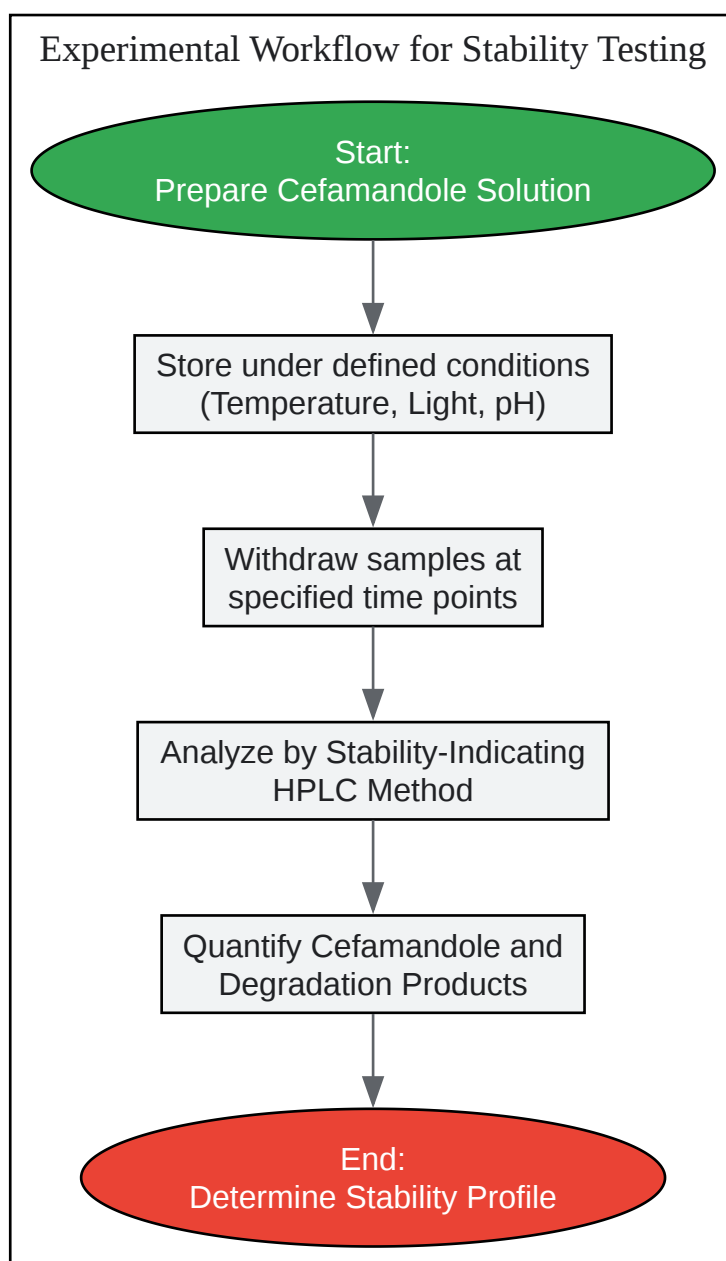 Experimental Workflow for Stability Testing
Start:
Prepare Cefamandole Solution
Store under defined conditions
(Temperature, Light, pH)
Withdraw samples at
specified time points
Analyze by Stability-Indicating
HPLC Method
Quantify Cefamandole and
Degradation Products
End:
Determine Stability Profile